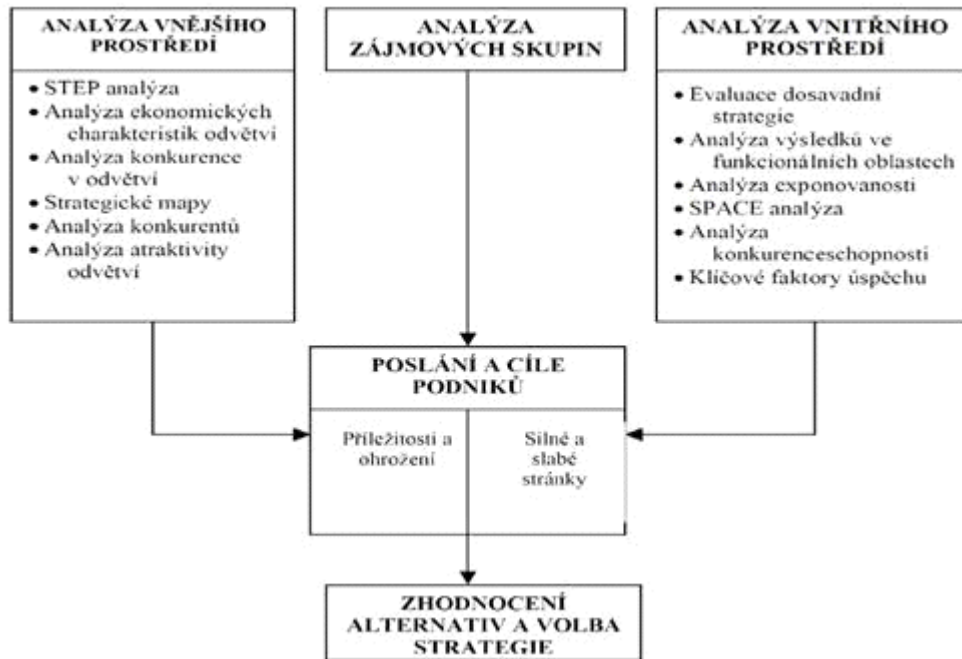 ANALÝZA VNĚJŠÍHO
PROSTŘEDÍ
• STEP analýza
• Analýza ekonomických
charakteristik odvětví
• Analýza konkurence
v odvětví
• Strategické mapy
• Analýza konkurentů
• Analýza atraktivity
odvětví
ANALÝZA
ZÁJMOVÝCH SKUPIN
ANALÝZA VNITŘNÍHO
PROSTŘEDÍ
• Evaluace dosavadní
strategie
• Analýza výsledků ve
funkcionálních oblastech
• Analýza exponovanosti
• SPACE analýza
• Analýza
konkurenceschopnosti
• Klíčové faktory úspěchu
POSLÁNÍ A CÍLE
PODNIKŮ
Příležitosti a
ohrožení
Silné a
slabé
stránky
ZHODNOCENÍ
ALTERNATIV A VOLBA
STRATEGIE